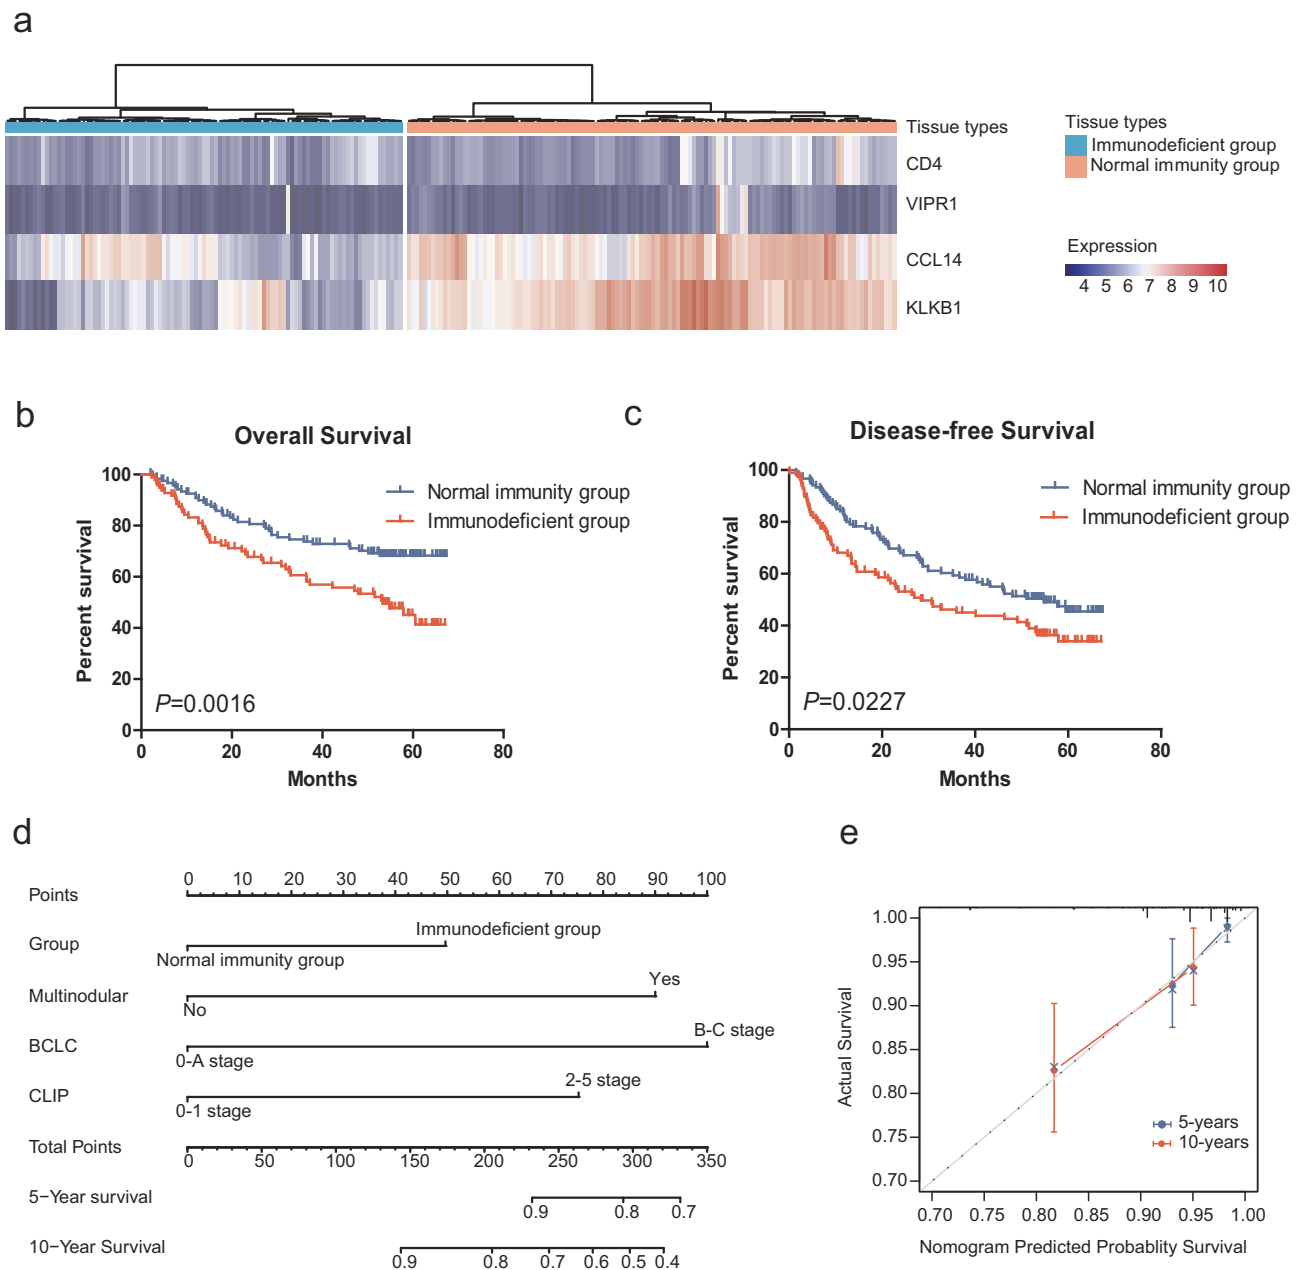 a
Tissue types
CD4
VIPR1
CCL14
KLKB1
Tissue types
Immunodeficient group
Normal immunity group
Expression
4 5 6 7 8 9 10
b
Overall Survival
Percent survival
100
80
60
40
20
0
Normal immunity group
Immunodeficient group
P=0.0016
0 20 40 60 80
Months
c
Disease-free Survival
Percent survival
100
80
60
40
20
0
Normal immunity group
Immunodeficient group
P=0.0227
0 20 40 60 80
Months
d
Points
0 10 20 30 40 50 60 70 80 90 100
Group
Immunodeficient group
Normal immunity group
Multinodular
Yes
No
BCLC
B-C stage
0-A stage
CLIP
2-5 stage
0-1 stage
Total Points
0 50 100 150 200 250 300 350
5−Year survival
0.9 0.8 0.7
10−Year Survival
0.9 0.8 0.7 0.6 0.5 0.4
e
Actual Survival
1.00
0.95
0.90
0.85
0.80
0.75
0.70
5-years
10-years
0.70 0.75 0.80 0.85 0.90 0.95 1.00
Nomogram Predicted Probablity Survival